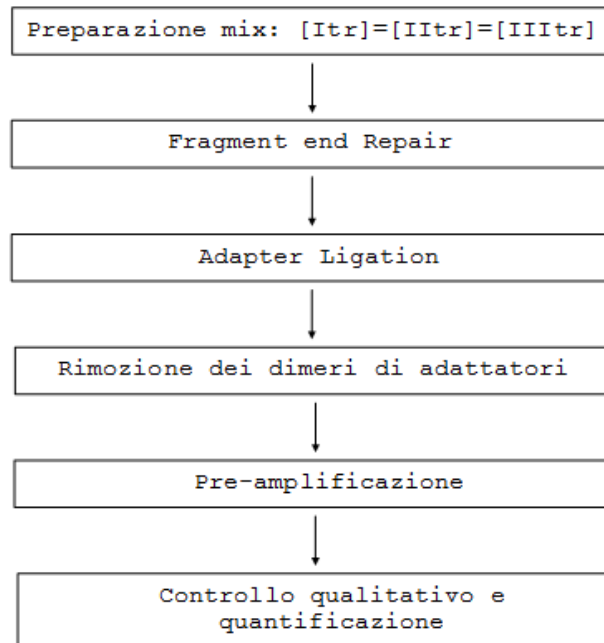 Preparazione mix: [Itr]=[IItr]=[IIItr]
Fragment end Repair
Adapter Ligation
Rimozione dei dimeri di adattatori
Pre-amplificazione
Controllo qualitativo e
quantificazione